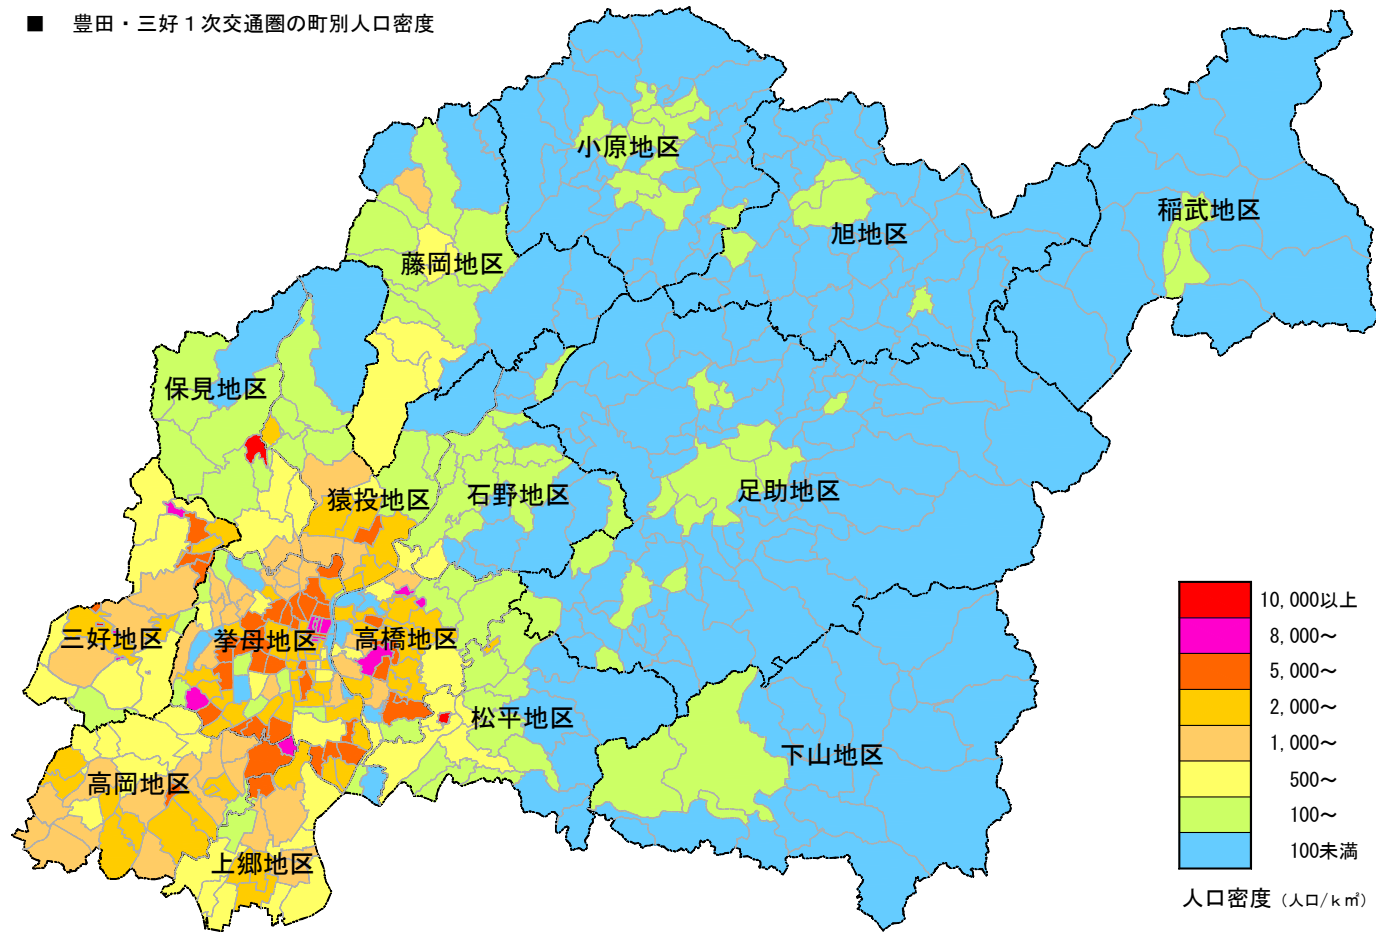 ■ 豊田・三好1次交通圏の町別人口密度
小原地区
旭地区
稲武地区
藤岡地区
保見地区
猿投地区
石野地区
足助地区
三好地区
挙母地区
高橋地区
松平地区
下山地区
高岡地区
上郷地区
10,000以上
8,000～
5,000～
2,000～
1,000～
500～
100～
100未満
人口密度（人口/ｋ㎡）